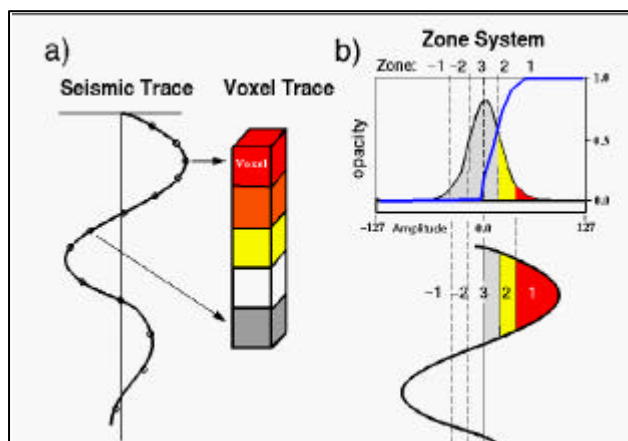 a)
Seismic Trace
Voxel Trace
Voxel
b)
Zone System
Zone: -1 -2 3 2 1
1.0
0.5
0.0
opacity
-127 Amplitude 0.0 127
-1 -2 3 2 1